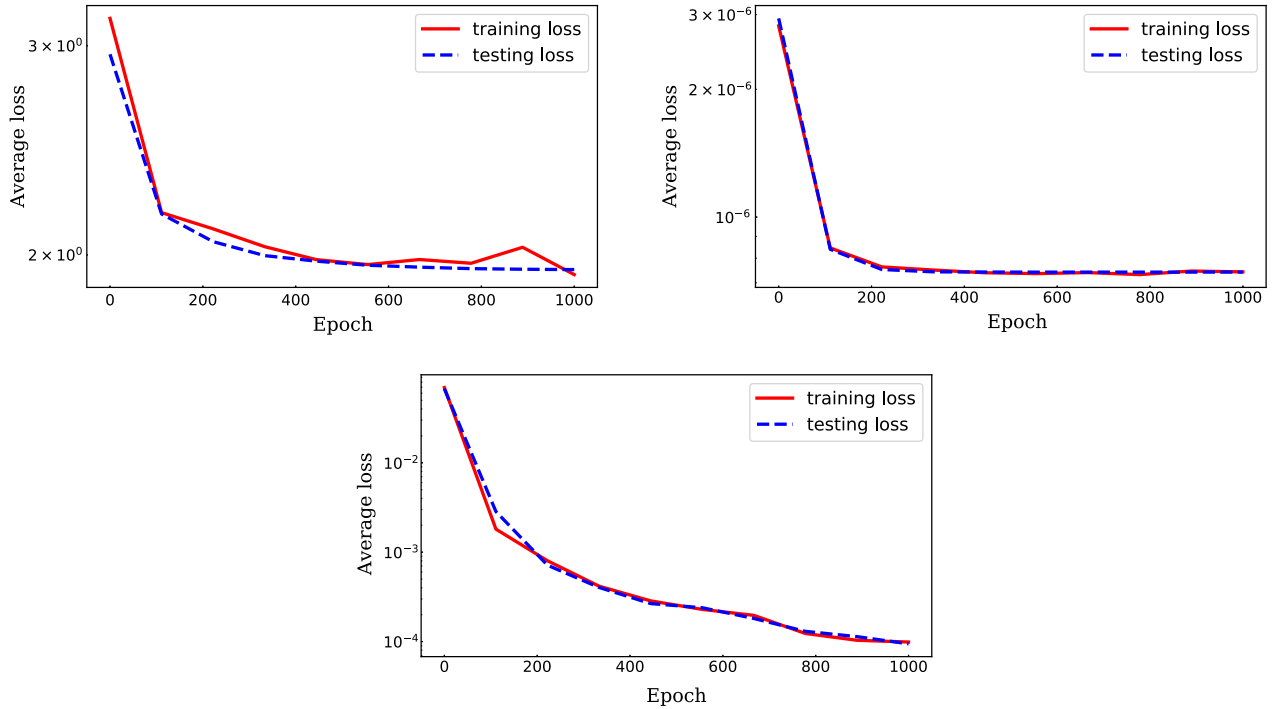 training loss
testing loss
3 × 10⁰
2 × 10⁰
Average loss
0 200 400 600 800 1000
Epoch
training loss
testing loss
3 × 10⁻⁶
2 × 10⁻⁶
10⁻⁶
Average loss
0 200 400 600 800 1000
Epoch
training loss
testing loss
10⁻²
10⁻³
10⁻⁴
Average loss
0 200 400 600 800 1000
Epoch